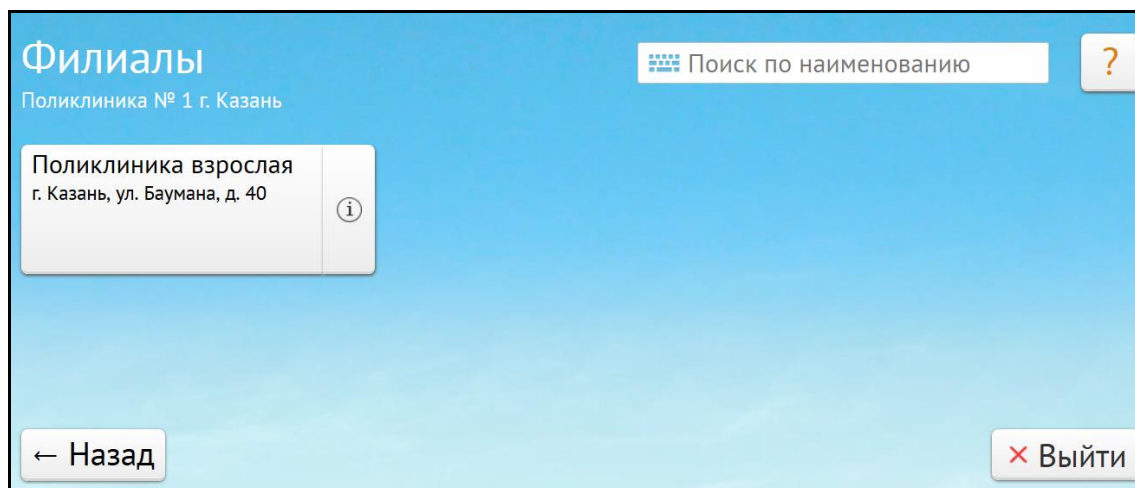 Филиалы
Поликлиника № 1 г. Казань
Поиск по наименованию
?
Поликлиника взрослая
г. Казань, ул. Баумана, д. 40
i
← Назад
× Выйти